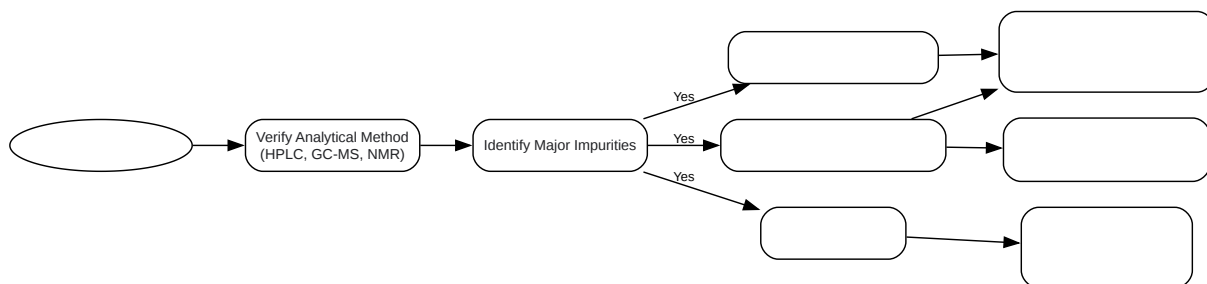 Verify Analytical Method
(HPLC, GC-MS, NMR)
Identify Major Impurities
Yes
Yes
Yes